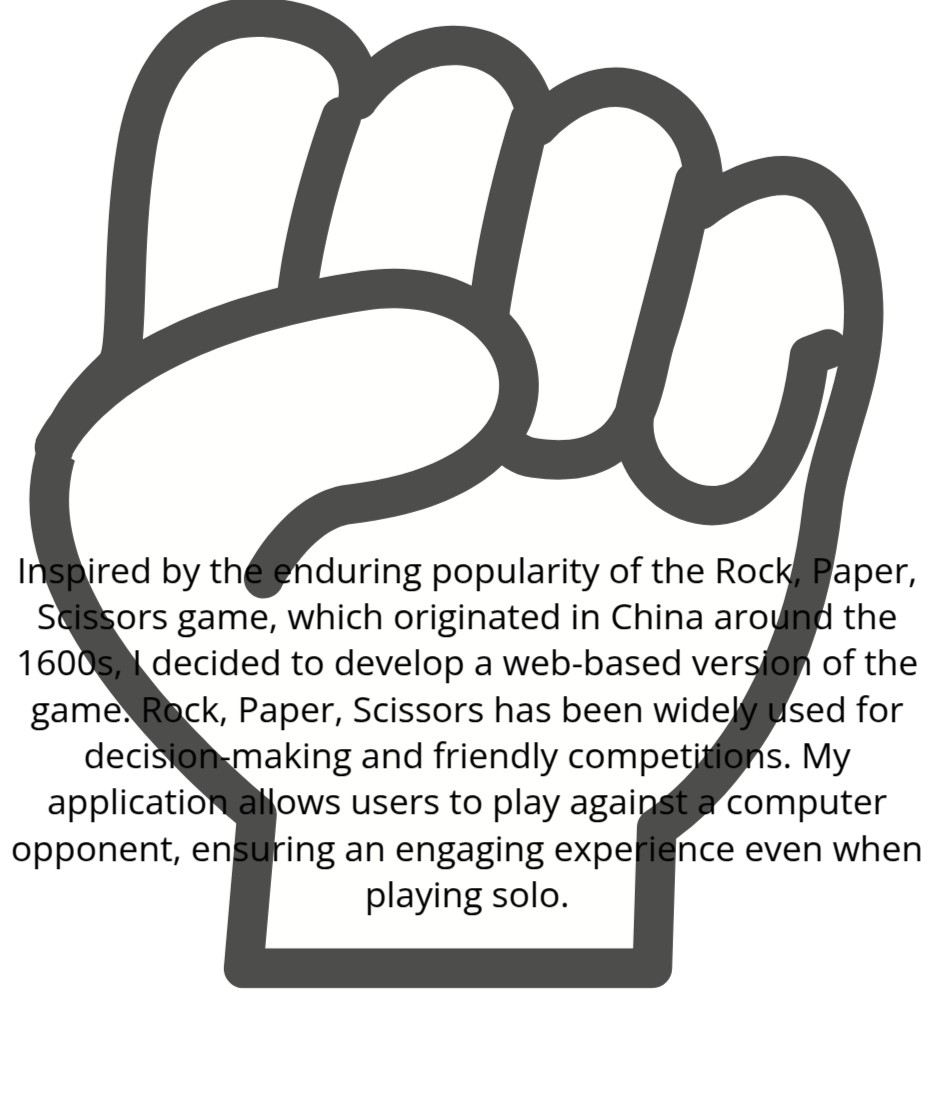 Inspired by the enduring popularity of the Rock, Paper,
Scissors game, which originated in China around the
1600s, I decided to develop a web-based version of the
game. Rock, Paper, Scissors has been widely used for
decision-making and friendly competitions. My
application allows users to play against a computer
opponent, ensuring an engaging experience even when
playing solo.